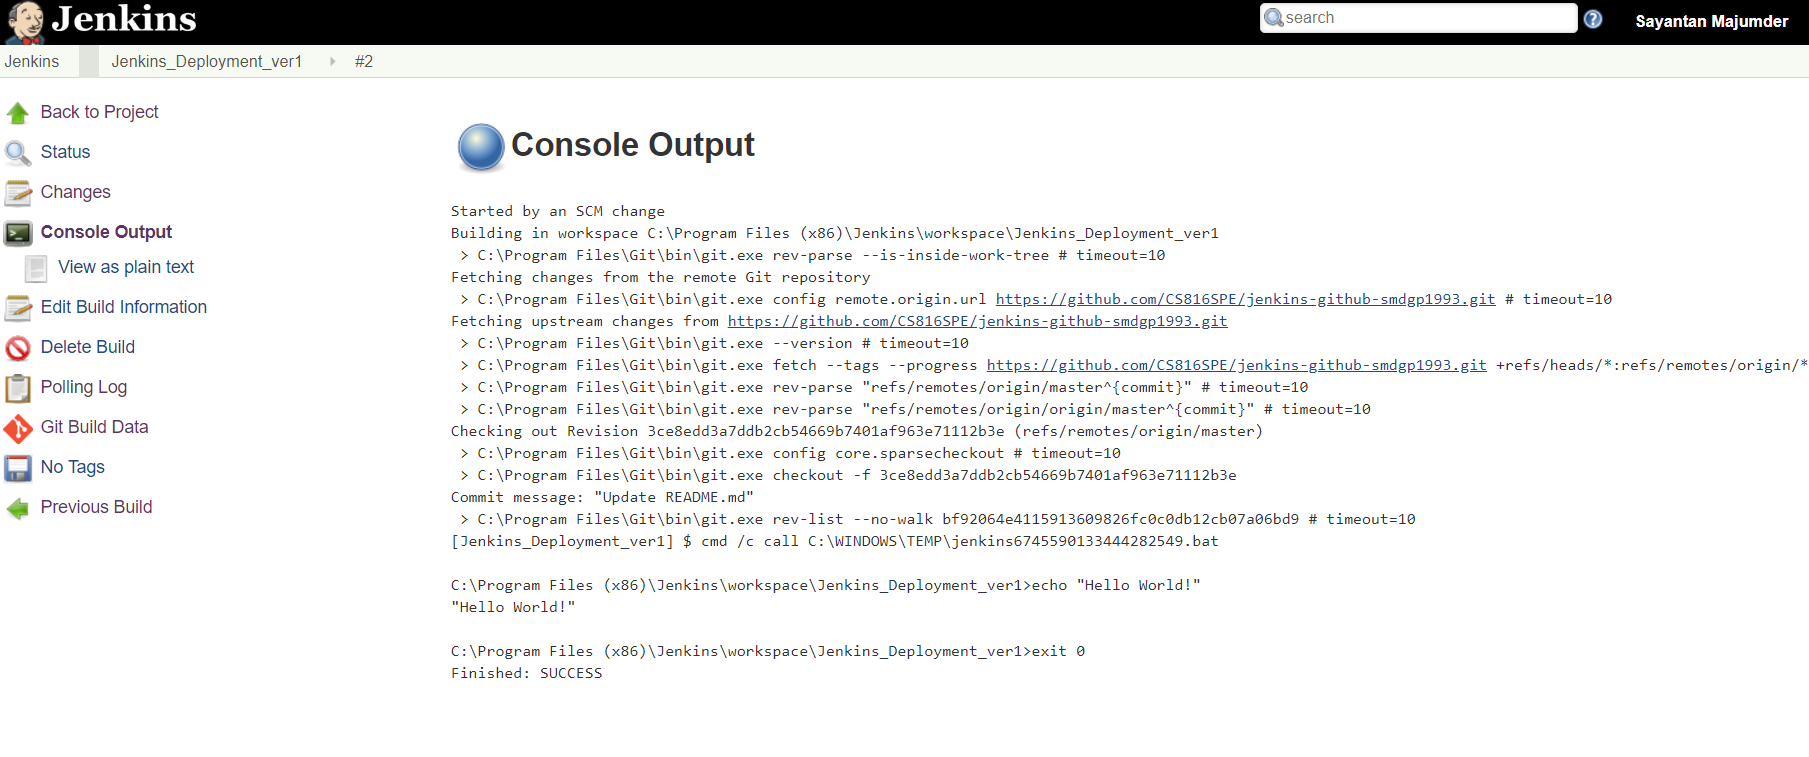 Jenkins
search
Sayantan Majumder
Jenkins Jenkins_Deployment_ver1 #2
Back to Project
Status
Changes
Console Output
View as plain text
Edit Build Information
Delete Build
Polling Log
Git Build Data
No Tags
Previous Build
Console Output
Started by an SCM change
Building in workspace C:\Program Files (x86)\Jenkins\workspace\Jenkins_Deployment_ver1
> C:\Program Files\Git\bin\git.exe rev-parse --is-inside-work-tree # timeout=10
Fetching changes from the remote Git repository
> C:\Program Files\Git\bin\git.exe config remote.origin.url https://github.com/CS816SPE/jenkins-github-smdgp1993.git # timeout=10
Fetching upstream changes from https://github.com/CS816SPE/jenkins-github-smdgp1993.git
> C:\Program Files\Git\bin\git.exe --version # timeout=10
> C:\Program Files\Git\bin\git.exe fetch --tags --progress https://github.com/CS816SPE/jenkins-github-smdgp1993.git +refs/heads/*:refs/remotes/origin/*
> C:\Program Files\Git\bin\git.exe rev-parse "refs/remotes/origin/master^{commit}" # timeout=10
> C:\Program Files\Git\bin\git.exe rev-parse "refs/remotes/origin/origin/master^{commit}" # timeout=10
Checking out Revision 3ce8edd3a7ddb2cb54669b7401af963e71112b3e (refs/remotes/origin/master)
> C:\Program Files\Git\bin\git.exe config core.sparsecheckout # timeout=10
> C:\Program Files\Git\bin\git.exe checkout -f 3ce8edd3a7ddb2cb54669b7401af963e71112b3e
Commit message: "Update README.md"
> C:\Program Files\Git\bin\git.exe rev-list --no-walk bf92064e4115913609826fc0c0db12cb07a06bd9 # timeout=10
[Jenkins_Deployment_ver1] $ cmd /c call C:\WINDOWS\TEMP\jenkins6745590133444282549.bat
C:\Program Files (x86)\Jenkins\workspace\Jenkins_Deployment_ver1>echo "Hello World!"
"Hello World!"
C:\Program Files (x86)\Jenkins\workspace\Jenkins_Deployment_ver1>exit 0
Finished: SUCCESS